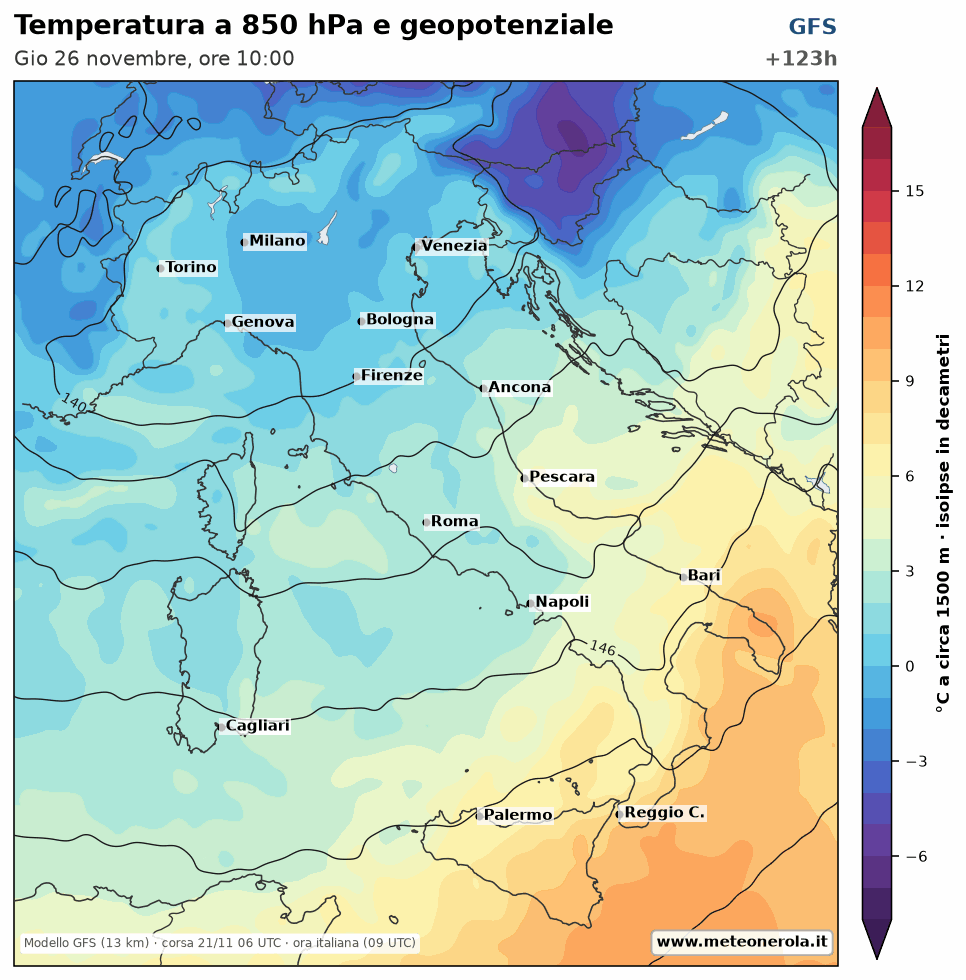 Temperatura a 850 hPa e geopotenziale
GFS
Gio 26 novembre, ore 10:00
+123h
Milano
Venezia
Torino
Genova
Bologna
Firenze
Ancona
140
Pescara
Roma
Bari
Napoli
146
Cagliari
Palermo
Reggio C.
Modello GFS (13 km) · corsa 21/11 06 UTC · ora italiana (09 UTC)
www.meteonerola.it
15
12
9
6
3
0
−3
−6
°C a circa 1500 m · isoipse in decametri